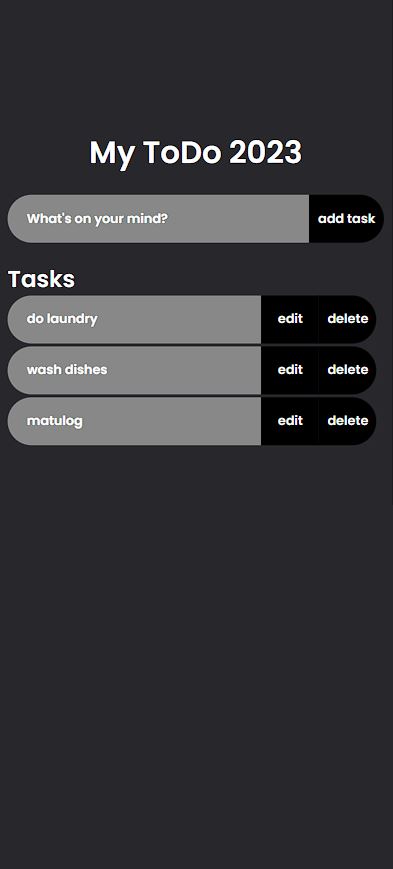 My ToDo 2023
What's on your mind? add task
Tasks
do laundry edit delete
wash dishes edit delete
matulog edit delete